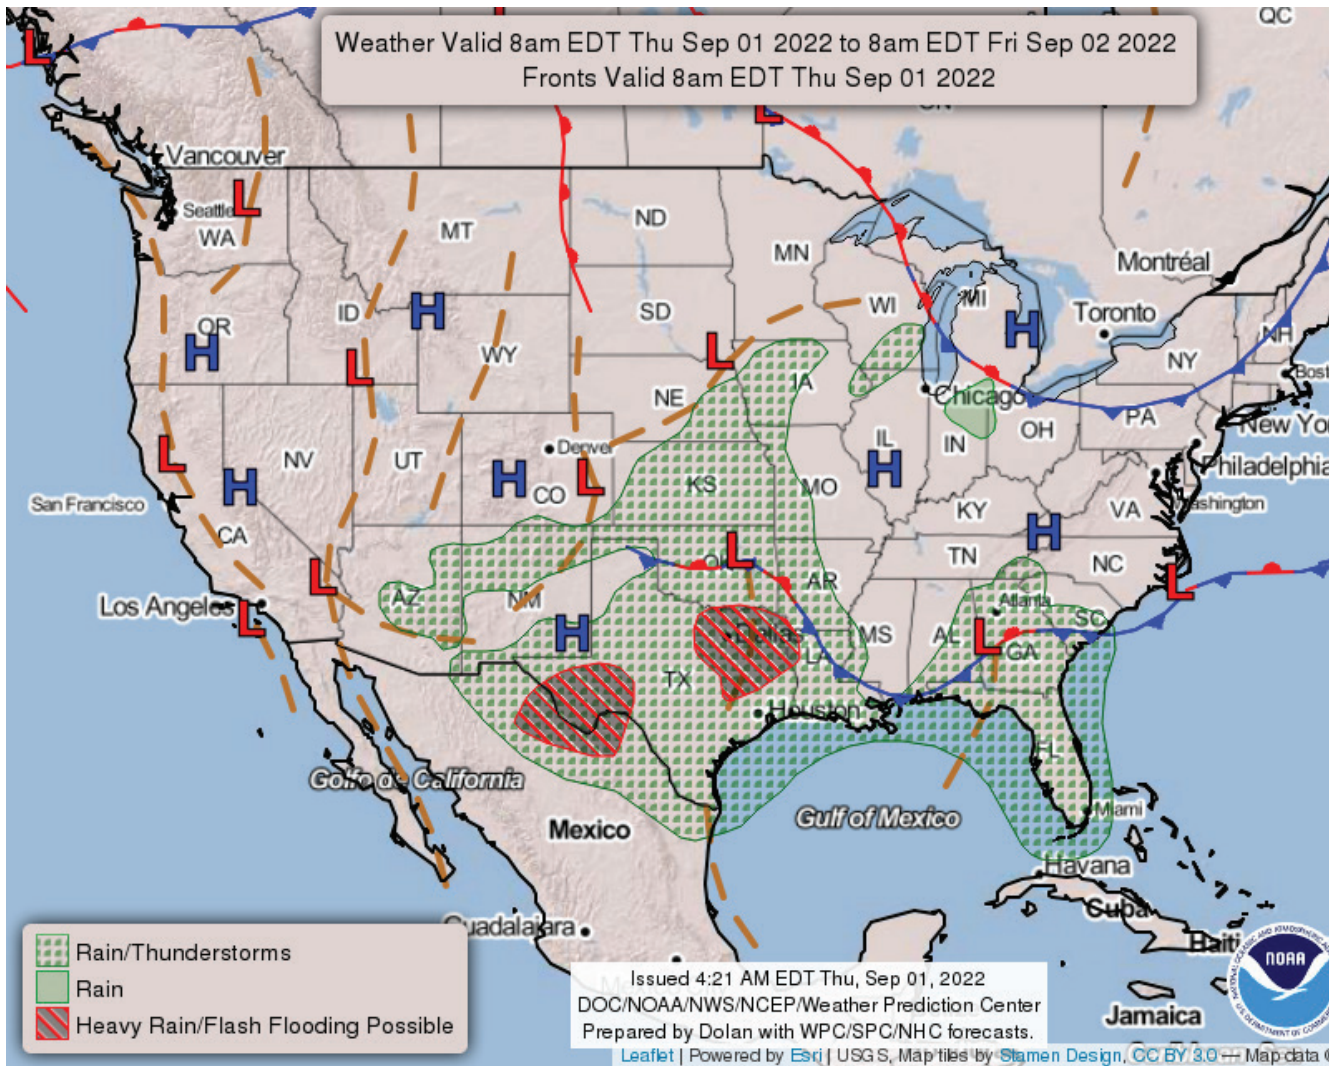 QC
Weather Valid 8am EDT Thu Sep 01 2022 to 8am EDT Fri Sep 02 2022
Fronts Valid 8am EDT Thu Sep 01 2022
L
L
Vancouver
L
Seattle
WA
MT
ND
MN
Montréal
OR
H
ID
H
WY
SD
WI
MI
H
Toronto
NY
NH
L
L
NE
IA
Chicago
PA
New Yo
L
NV
H
UT
Denver
H
CO
L
KS
MO
IL
H
IN
OH
Philadelphia
San Francisco
CA
KY
H
VA
TN
NC
L
L
AR
L
Los Angeles
L
AZ
NM
H
Dallas
LA
MS
AL
Atlanta
L
GA
SC
TX
Houston
FL
Miami
Golfo de California
Mexico
Gulf of Mexico
Havana
Cuba
Haiti
Guadalajara
Jamaica
Rain/Thunderstorms
Rain
Heavy Rain/Flash Flooding Possible
Issued 4:21 AM EDT Thu, Sep 01, 2022
DOC/NOAA/NWS/NCEP/Weather Prediction Center
Prepared by Dolan with WPC/SPC/NHC forecasts.
Leaflet | Powered by Esri | USGS, Map tiles by Stamen Design, CC BY 3.0 — Map data ©
NOAA